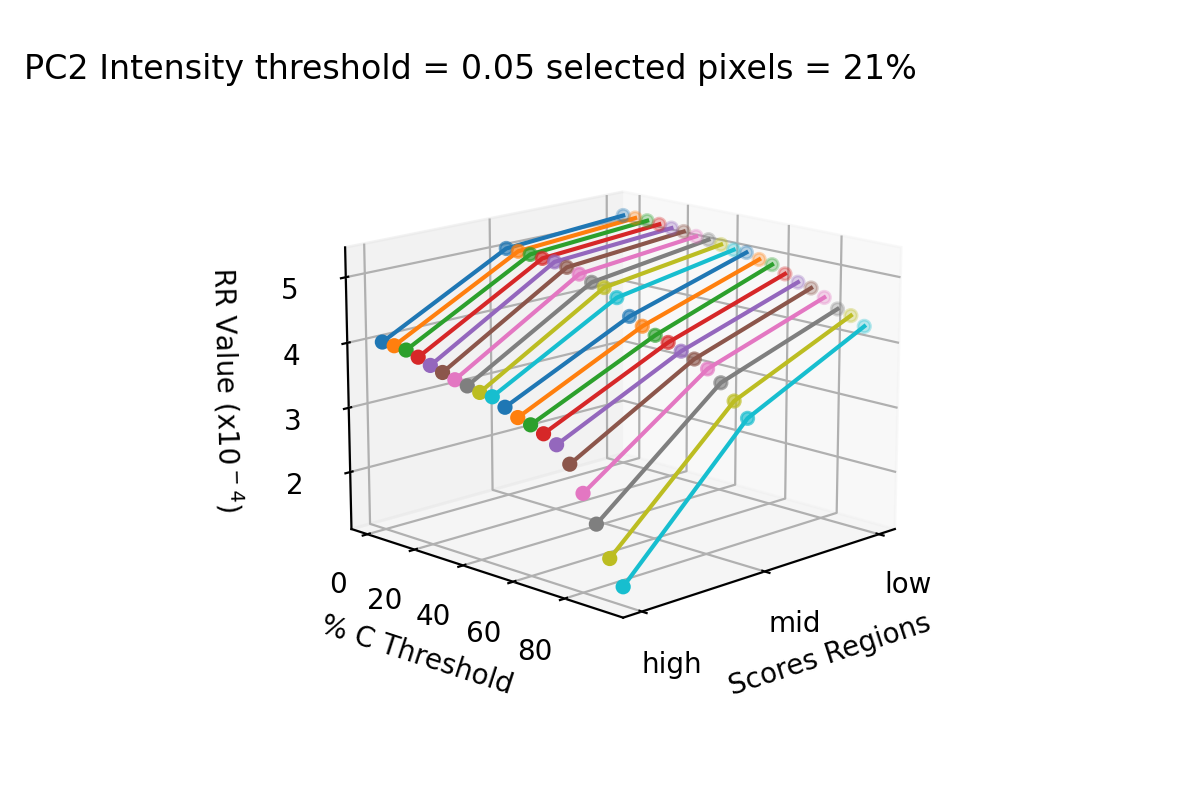 PC2 Intensity threshold = 0.05 selected pixels = 21%
RR Value (x10⁻⁴)
5
4
3
2
0
20
40
60
80
% C Threshold
high
mid
low
Scores Regions